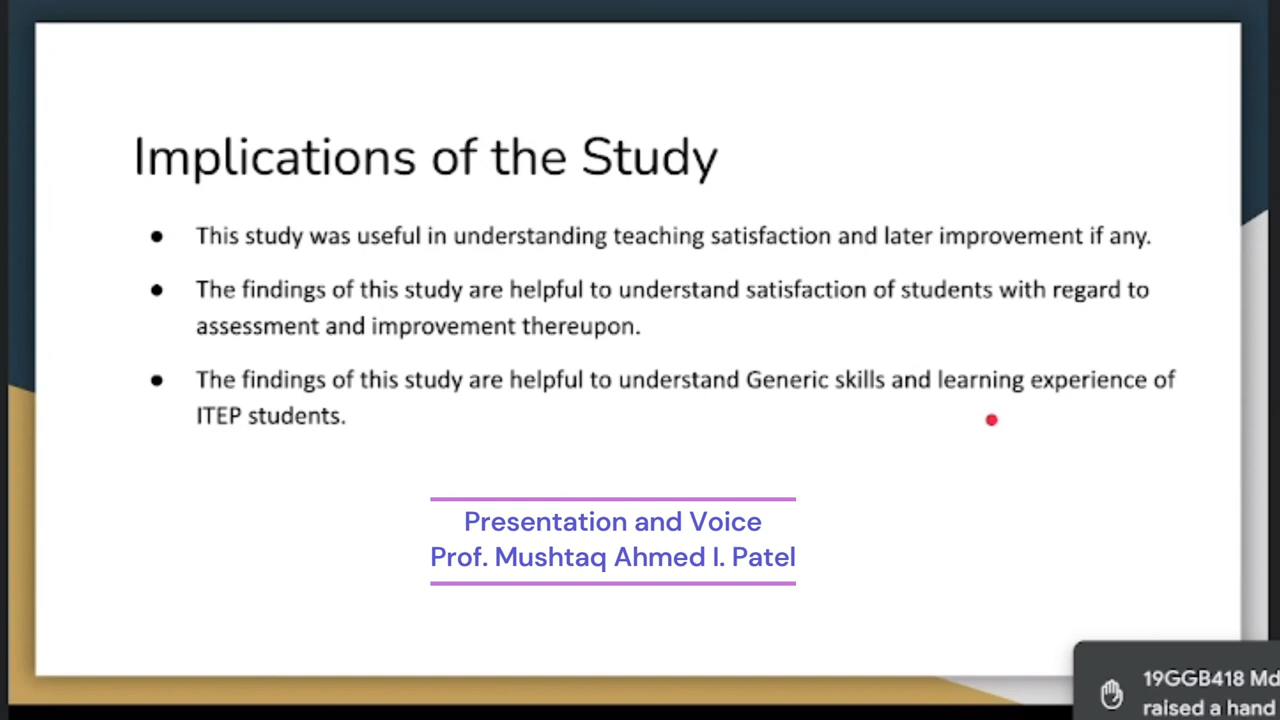 Implications of the Study
● This study was useful in understanding teaching satisfaction and later improvement if any.
● The findings of this study are helpful to understand satisfaction of students with regard to
assessment and improvement thereupon.
● The findings of this study are helpful to understand Generic skills and learning experience of
ITEP students.
Presentation and Voice
Prof. Mushtaq Ahmed I. Patel
19GGB418 Md
raised a hand